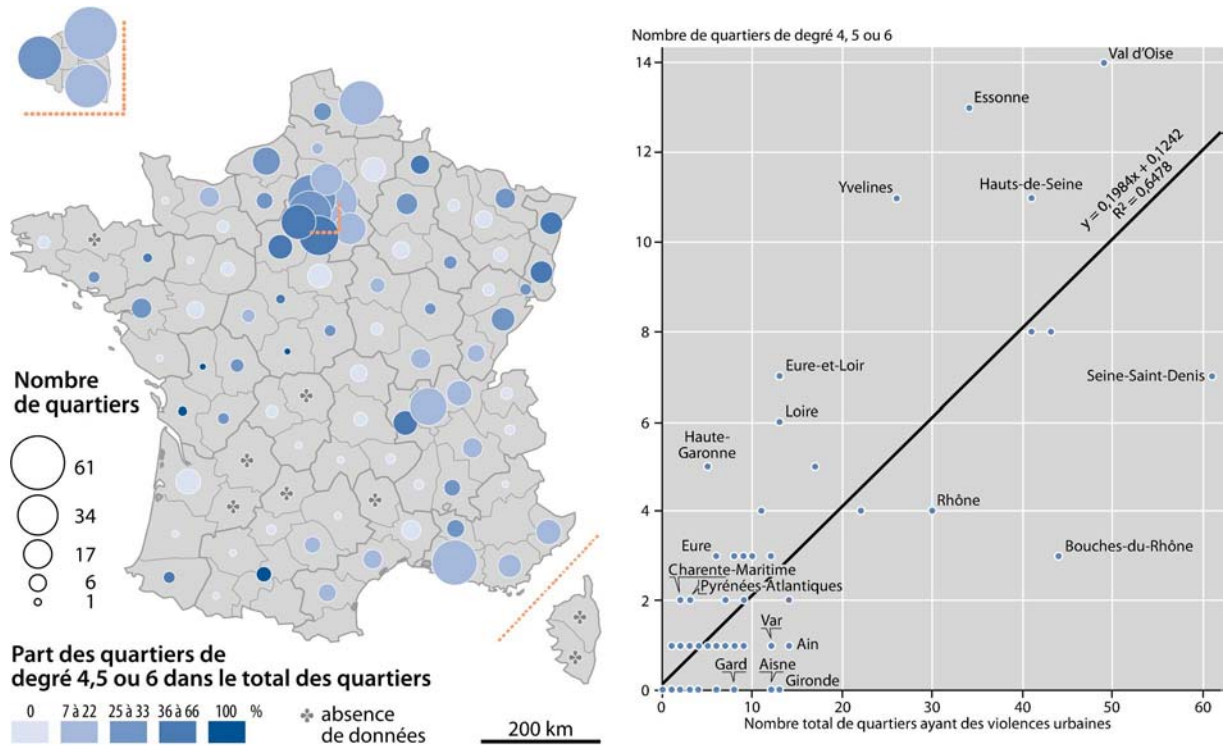 Nombre
de quartiers
61
34
17
6
1
Part des quartiers de
degré 4,5 ou 6 dans le total des quartiers
0
7 à 22
25 à 33
36 à 66
100
%
absence
de données
200 km
Nombre de quartiers de degré 4, 5 ou 6
14
12
10
8
6
4
2
0
Val d'Oise
Essonne
Yvelines
Hauts-de-Seine
y = 0,1984x + 0,1242
R² = 0,6478
Eure-et-Loir
Seine-Saint-Denis
Loire
Haute-
Garonne
Rhône
Eure
Bouches-du-Rhône
Charente-Maritime
Pyrénées-Atlantiques
Var
Ain
Gard
Aisne
Gironde
0
10
20
30
40
50
60
Nombre total de quartiers ayant des violences urbaines